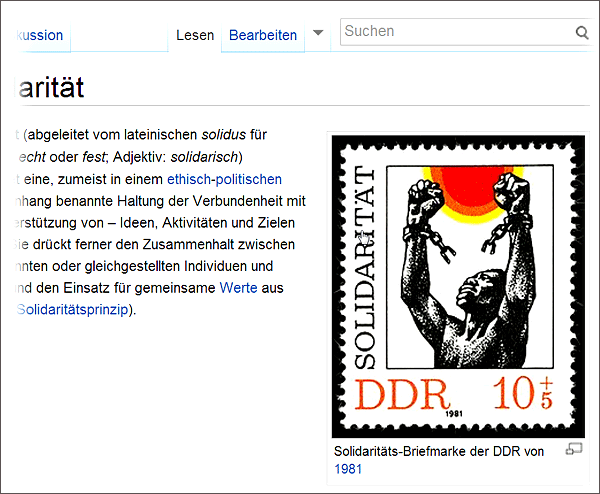 kussion Lesen Bearbeiten Suchen
arität
(abgeleitet vom lateinischen solidus für
echt oder fest; Adjektiv: solidarisch)
t eine, zumeist in einem ethisch-politischen
nhang benannte Haltung der Verbundenheit mit
erstützung von – Ideen, Aktivitäten und Zielen
ie drückt ferner den Zusammenhalt zwischen
nnten oder gleichgestellten Individuen und
nd den Einsatz für gemeinsame Werte aus
Solidaritätsprinzip).
SOLIDARITÄT
DDR 10+5
1981
Solidaritäts-Briefmarke der DDR von
1981